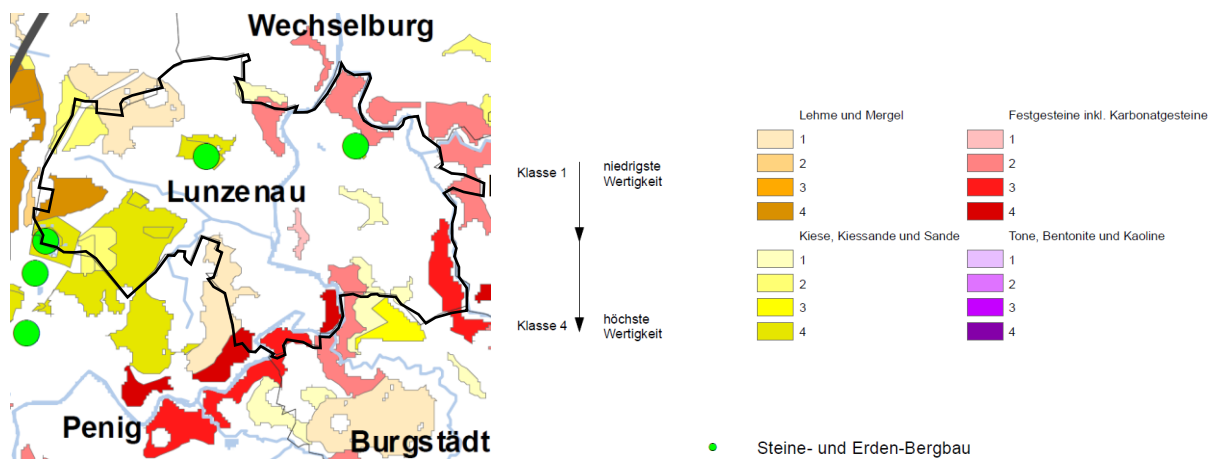 Wechselburg
Lunzenau
Penig
Burgstädt
Klasse 1
niedrigste
Wertigkeit
Klasse 4
höchste
Wertigkeit
Lehme und Mergel
1
2
3
4
Festgesteine inkl. Karbonatgesteine
1
2
3
4
Kiese, Kiessande und Sande
1
2
3
4
Tone, Bentonite und Kaoline
1
2
3
4
Steine- und Erden-Bergbau